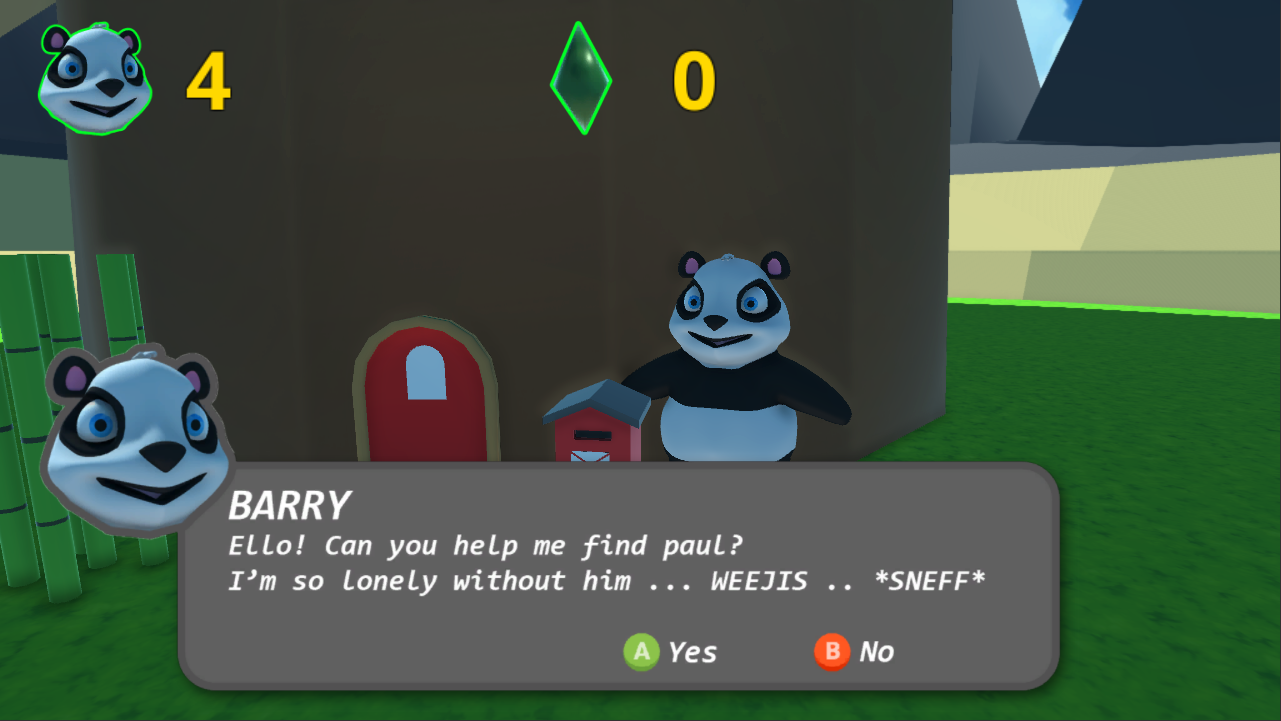 4 0
BARRY
Ello! Can you help me find paul?
I'm so lonely without him ... WEEJIS .. *SNEFF*
A Yes B No